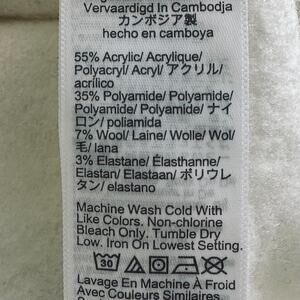 Vervaardigd In Cambodja
カンボジア製
hecho en camboya
55% Acrylic/ Acrylique/
Polyacryl/ Acryl/ アクリル/
acrílico
35% Polyamide/ Polyamide/
Polyamide/ Polyamide/ ナイ
ロン/ poliamida
7% Wool/ Laine/ Wolle/ Wol/
毛/ lana
3% Elastane/ Élasthanne/
Elastan/ Elastaan/ ポリウレ
タン/ elastano
Machine Wash Cold With
Like Colors. Non-chlorine
Bleach Only. Tumble Dry
Low. Iron On Lowest Setting.
30
Lavage En Machine À Froid
Avec Couleurs Similaires